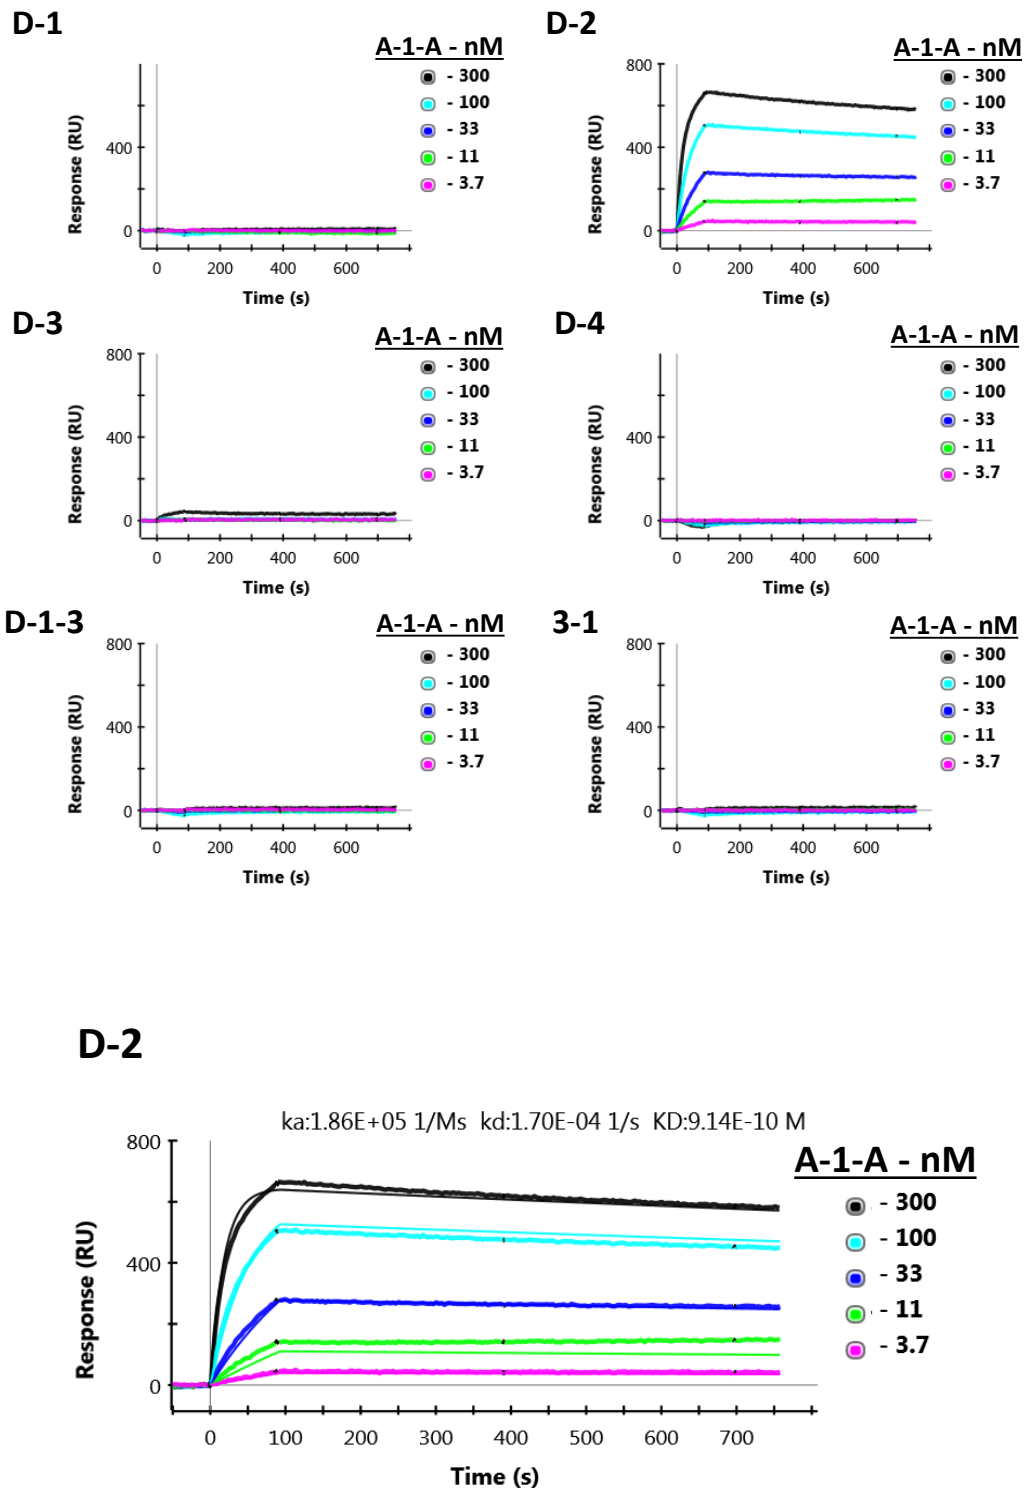 D-1
A-1-A - nM
- 300
- 100
- 33
- 11
- 3.7
Response (RU)
400
0
0 200 400 600
Time (s)
D-2
A-1-A - nM
- 300
- 100
- 33
- 11
- 3.7
Response (RU)
800
400
0
0 200 400 600
Time (s)
D-3
A-1-A - nM
- 300
- 100
- 33
- 11
- 3.7
Response (RU)
800
400
0
0 200 400 600
Time (s)
D-4
A-1-A - nM
- 300
- 100
- 33
- 11
- 3.7
Response (RU)
400
0
0 200 400 600
Time (s)
D-1-3
A-1-A - nM
- 300
- 100
- 33
- 11
- 3.7
Response (RU)
800
400
0
0 200 400 600
Time (s)
3-1
A-1-A - nM
- 300
- 100
- 33
- 11
- 3.7
Response (RU)
800
400
0
0 200 400 600
Time (s)
D-2
ka:1.86E+05 1/Ms kd:1.70E-04 1/s KD:9.14E-10 M
A-1-A - nM
- 300
- 100
- 33
- 11
- 3.7
Response (RU)
800
400
0
0 100 200 300 400 500 600 700
Time (s)